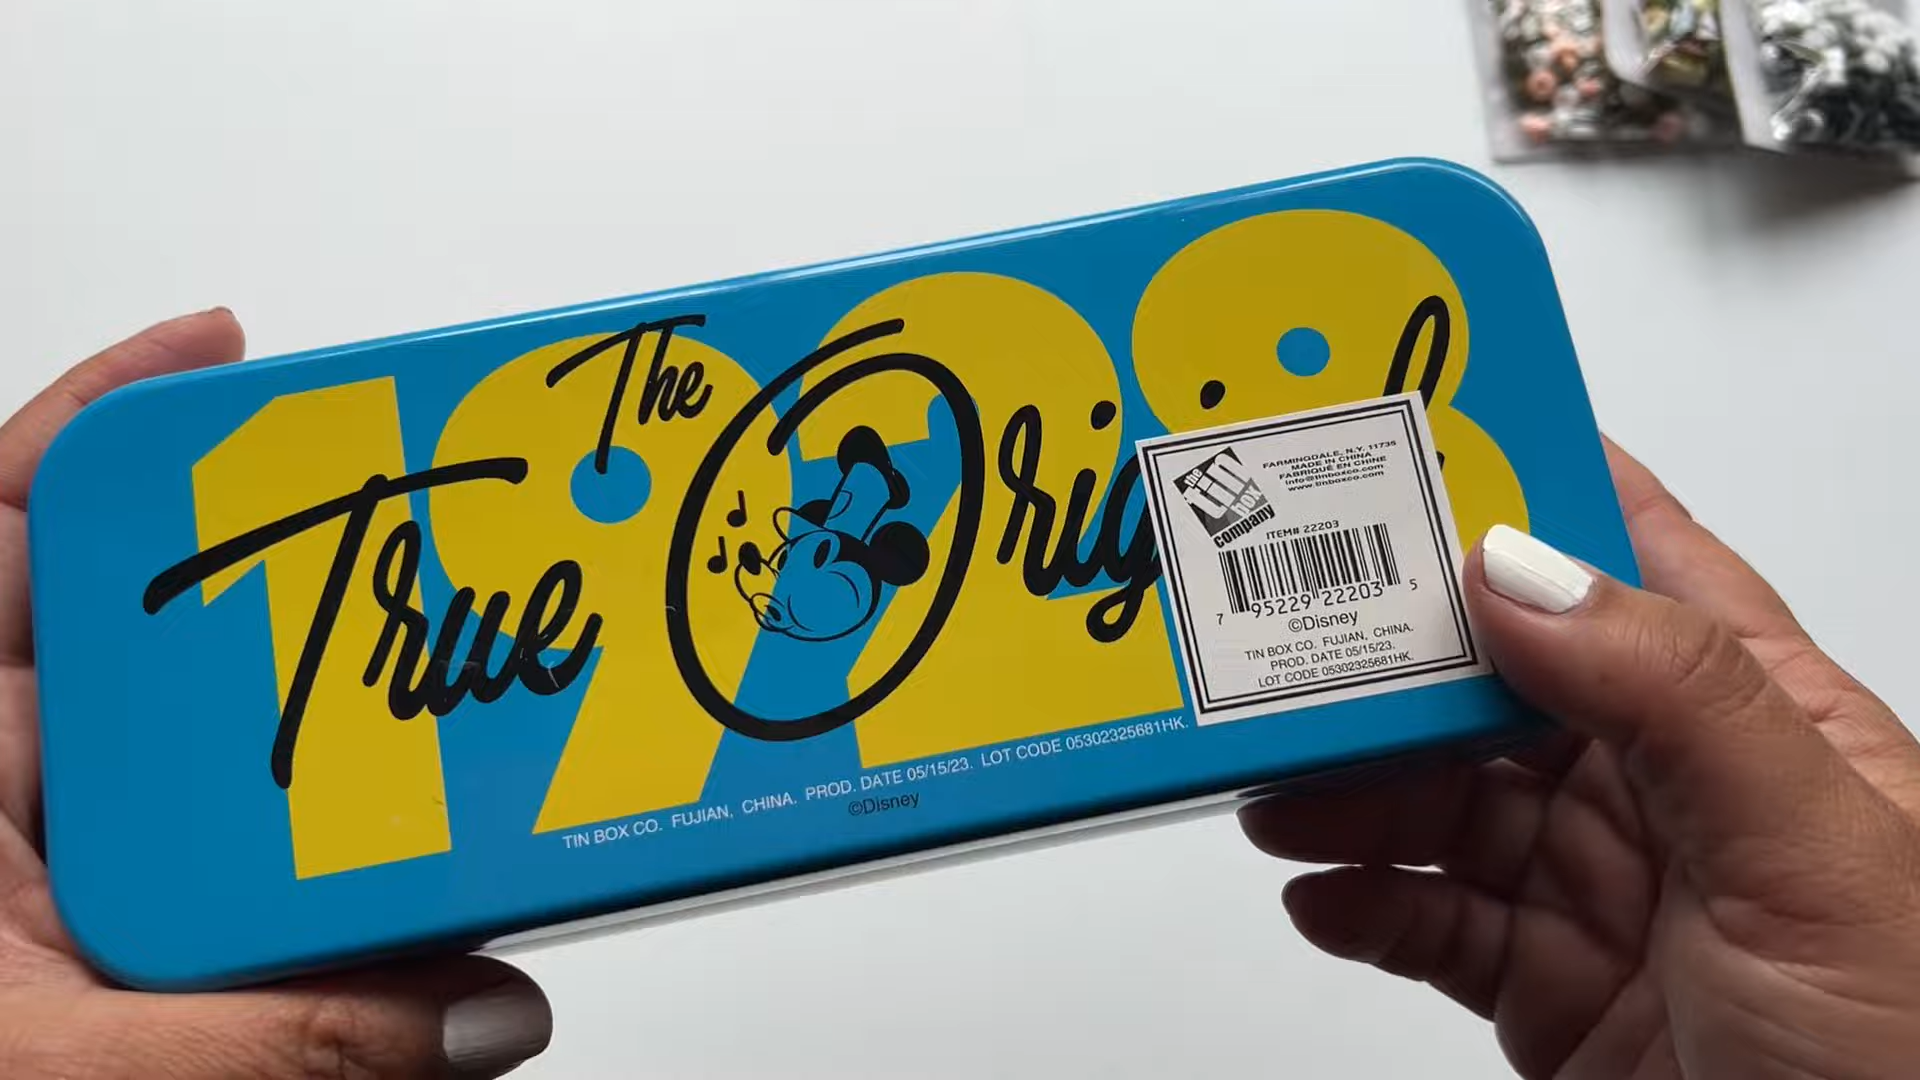 1928
The
True Original
TIN BOX CO. FUJIAN, CHINA. PROD. DATE 05/15/23. LOT CODE 05302325681HK.
©Disney
the
tin
box
company
FARMINGDALE, N.Y. 11735
MADE IN CHINA
FABRIQUÉ EN CHINE
info@tinboxco.com
www.tinboxco.com
ITEM# 22203
7 95229 22203 5
©Disney
TIN BOX CO. FUJIAN, CHINA.
PROD. DATE 05/15/23.
LOT CODE 05302325681HK.